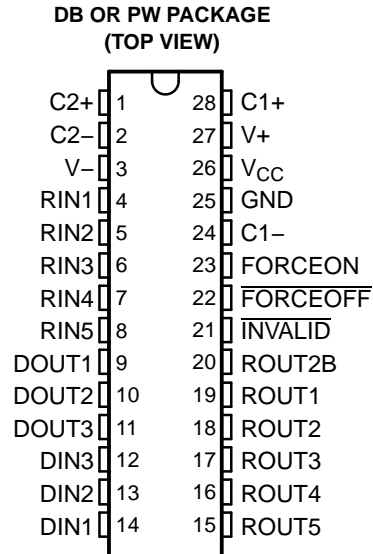 DB OR PW PACKAGE
(TOP VIEW)
C2+ 1 28 C1+
C2− 2 27 V+
V− 3 26 VCC
RIN1 4 25 GND
RIN2 5 24 C1−
RIN3 6 23 FORCEON
RIN4 7 22 FORCEOFF
RIN5 8 21 INVALID
DOUT1 9 20 ROUT2B
DOUT2 10 19 ROUT1
DOUT3 11 18 ROUT2
DIN3 12 17 ROUT3
DIN2 13 16 ROUT4
DIN1 14 15 ROUT5